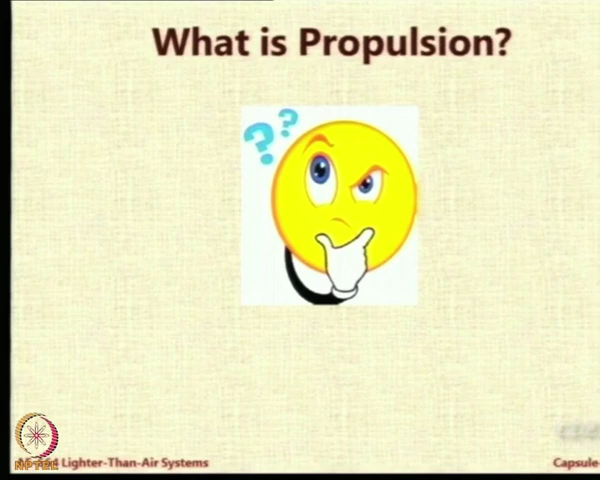 What is Propulsion?
? ?
NPTEL
Lighter-Than-Air Systems
Capsule-